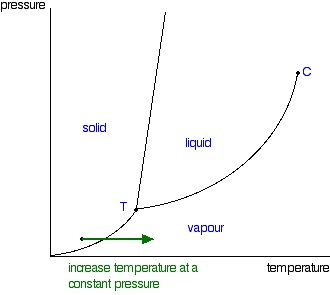 pressure
C
solid
liquid
T
vapour
increase temperature at a
constant pressure
temperature